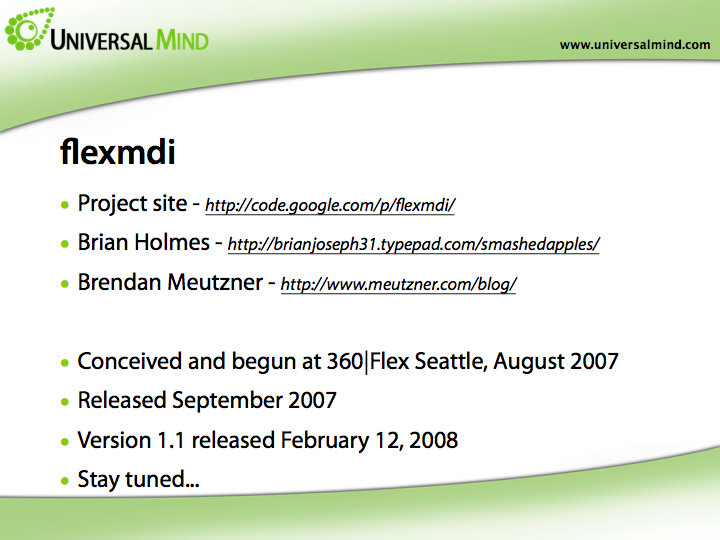 UNIVERSAL MIND
www.universalmind.com
flexmdi
• Project site - http://code.google.com/p/flexmdi/
• Brian Holmes - http://brianjoseph31.typepad.com/smashedapples/
• Brendan Meutzner - http://www.meutzner.com/blog/
• Conceived and begun at 360|Flex Seattle, August 2007
• Released September 2007
• Version 1.1 released February 12, 2008
• Stay tuned...